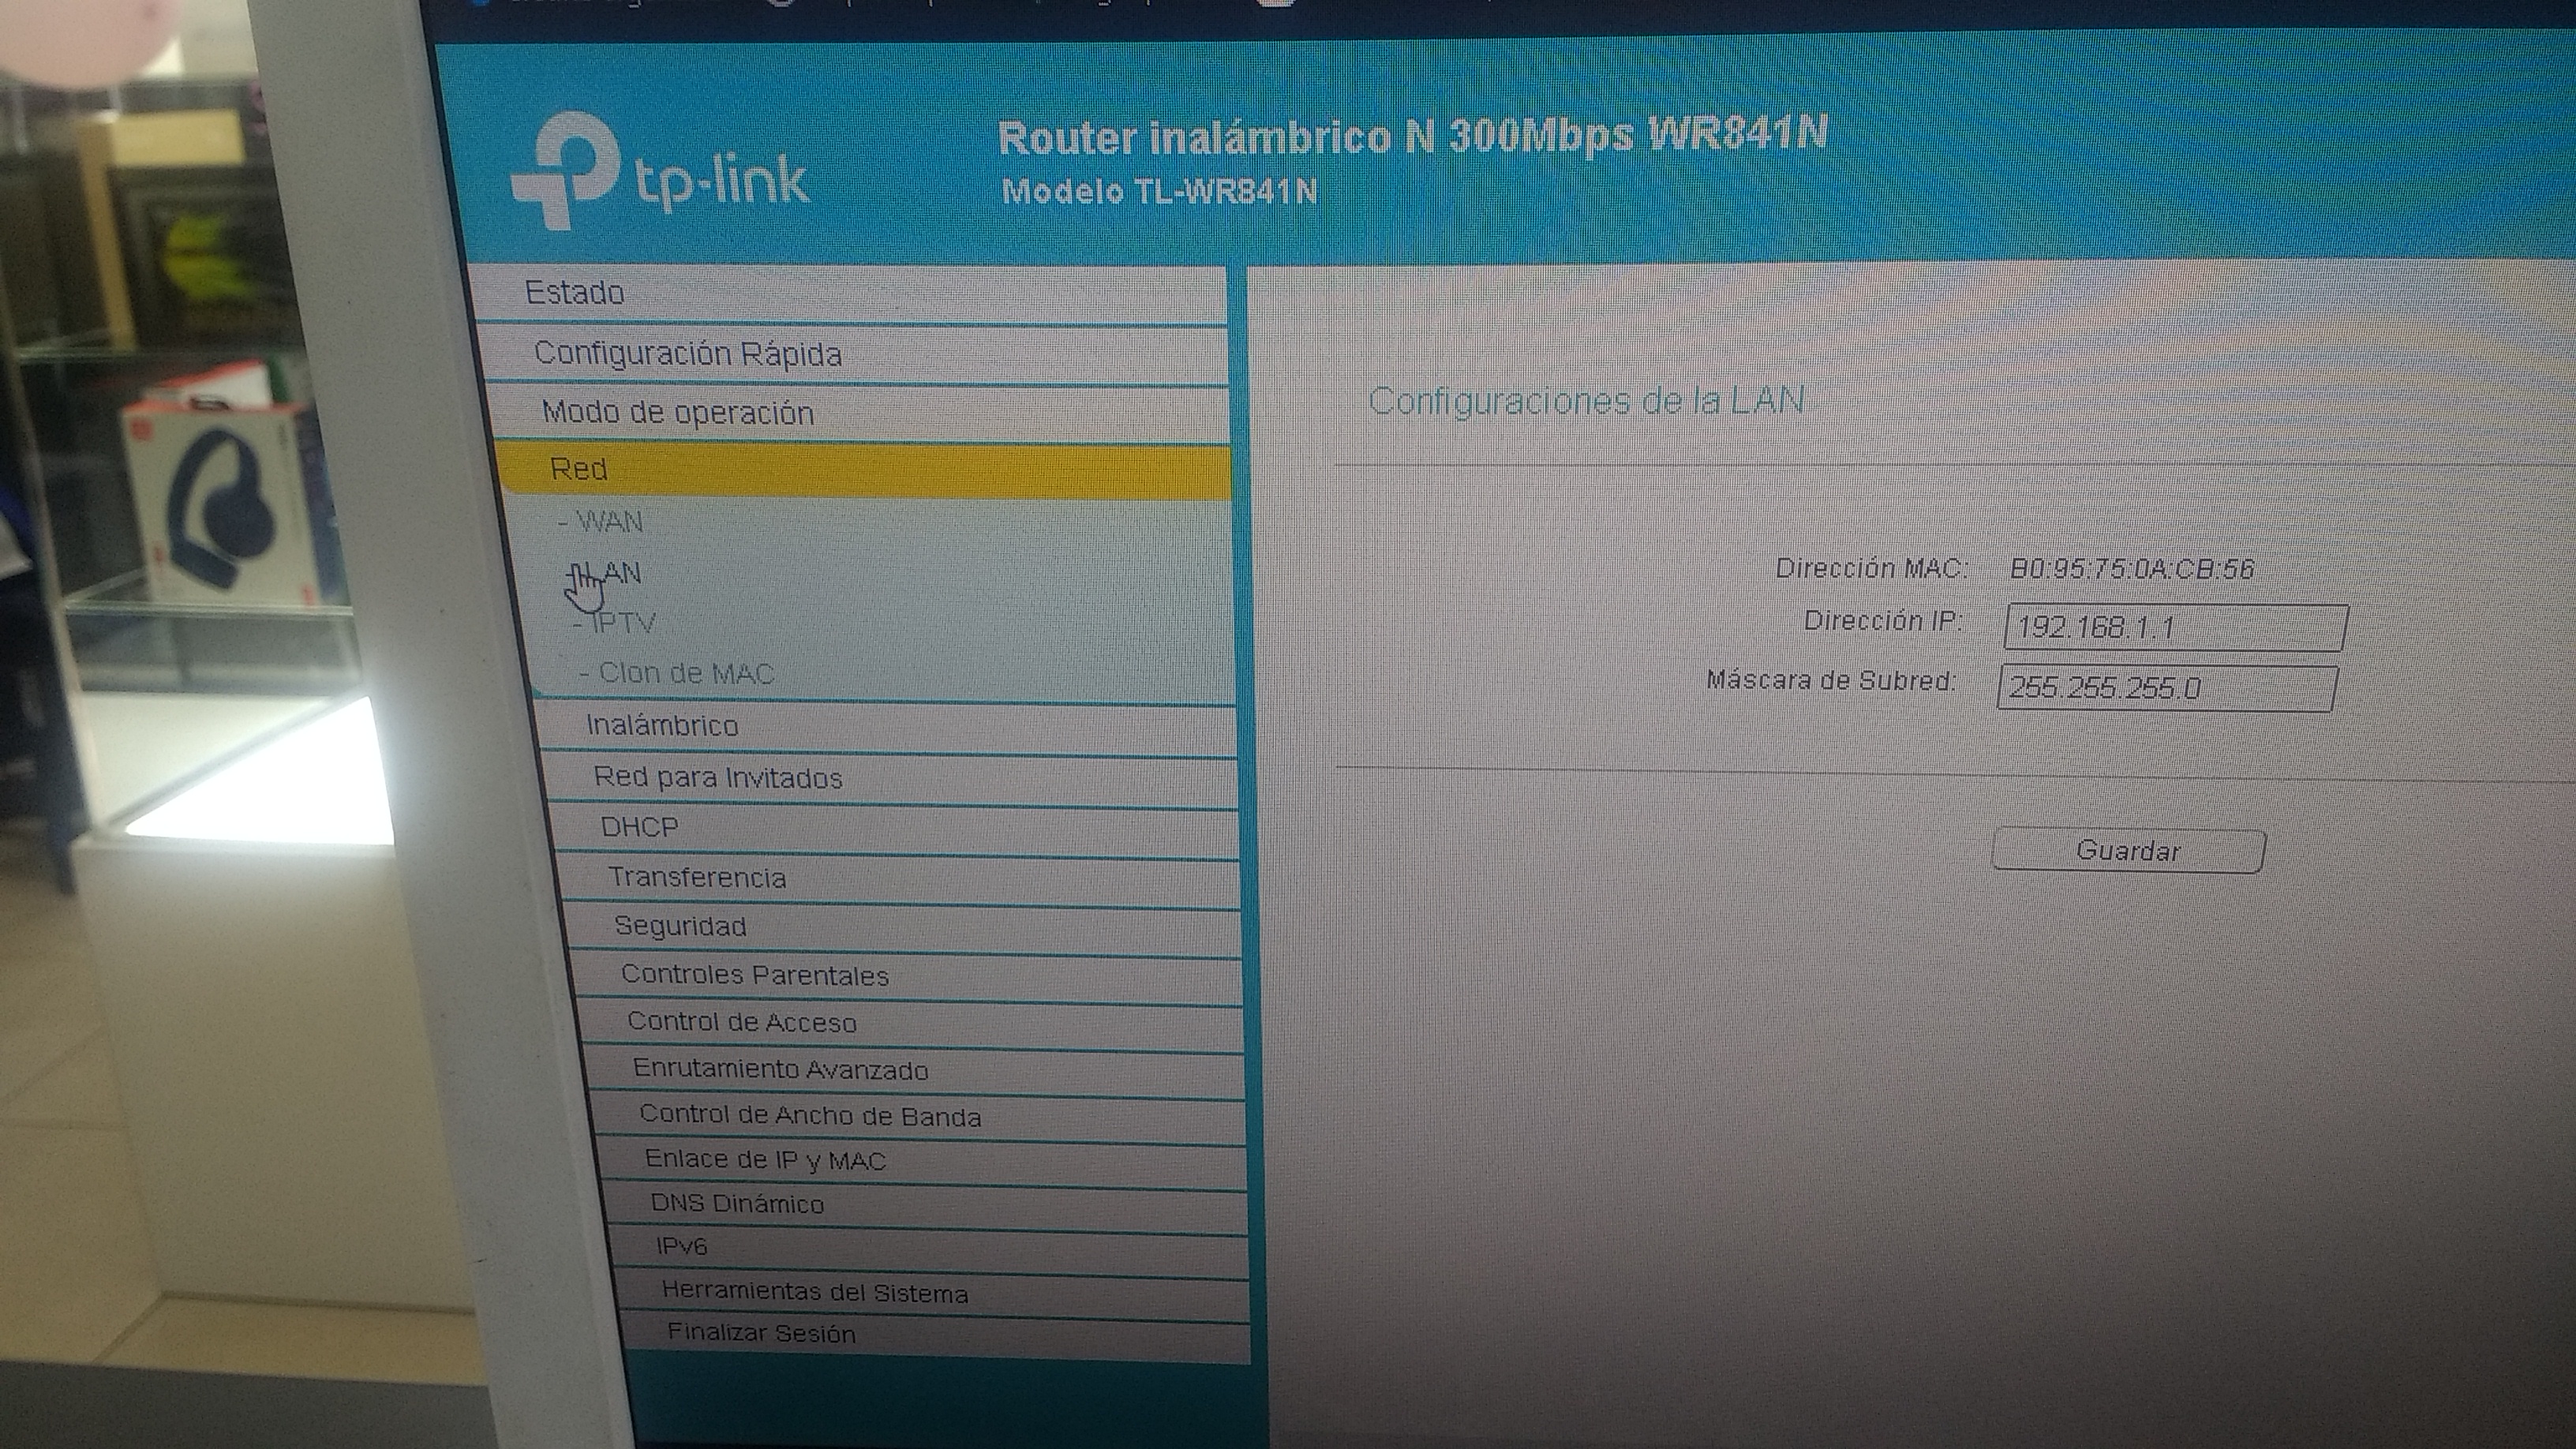 tp-link
Router inalámbrico N 300Mbps WR841N
Modelo TL-WR841N
Estado
Configuración Rápida
Modo de operación
Red
- WAN
LAN
- IPTV
- Clon de MAC
Inalámbrico
Red para Invitados
DHCP
Transferencia
Seguridad
Controles Parentales
Control de Acceso
Enrutamiento Avanzado
Control de Ancho de Banda
Enlace de IP y MAC
DNS Dinámico
IPv6
Herramientas del Sistema
Finalizar Sesión
Configuraciones de la LAN
Dirección MAC: B0:95:75:0A:CB:56
Dirección IP: 192.168.1.1
Máscara de Subred: 255.255.255.0
Guardar